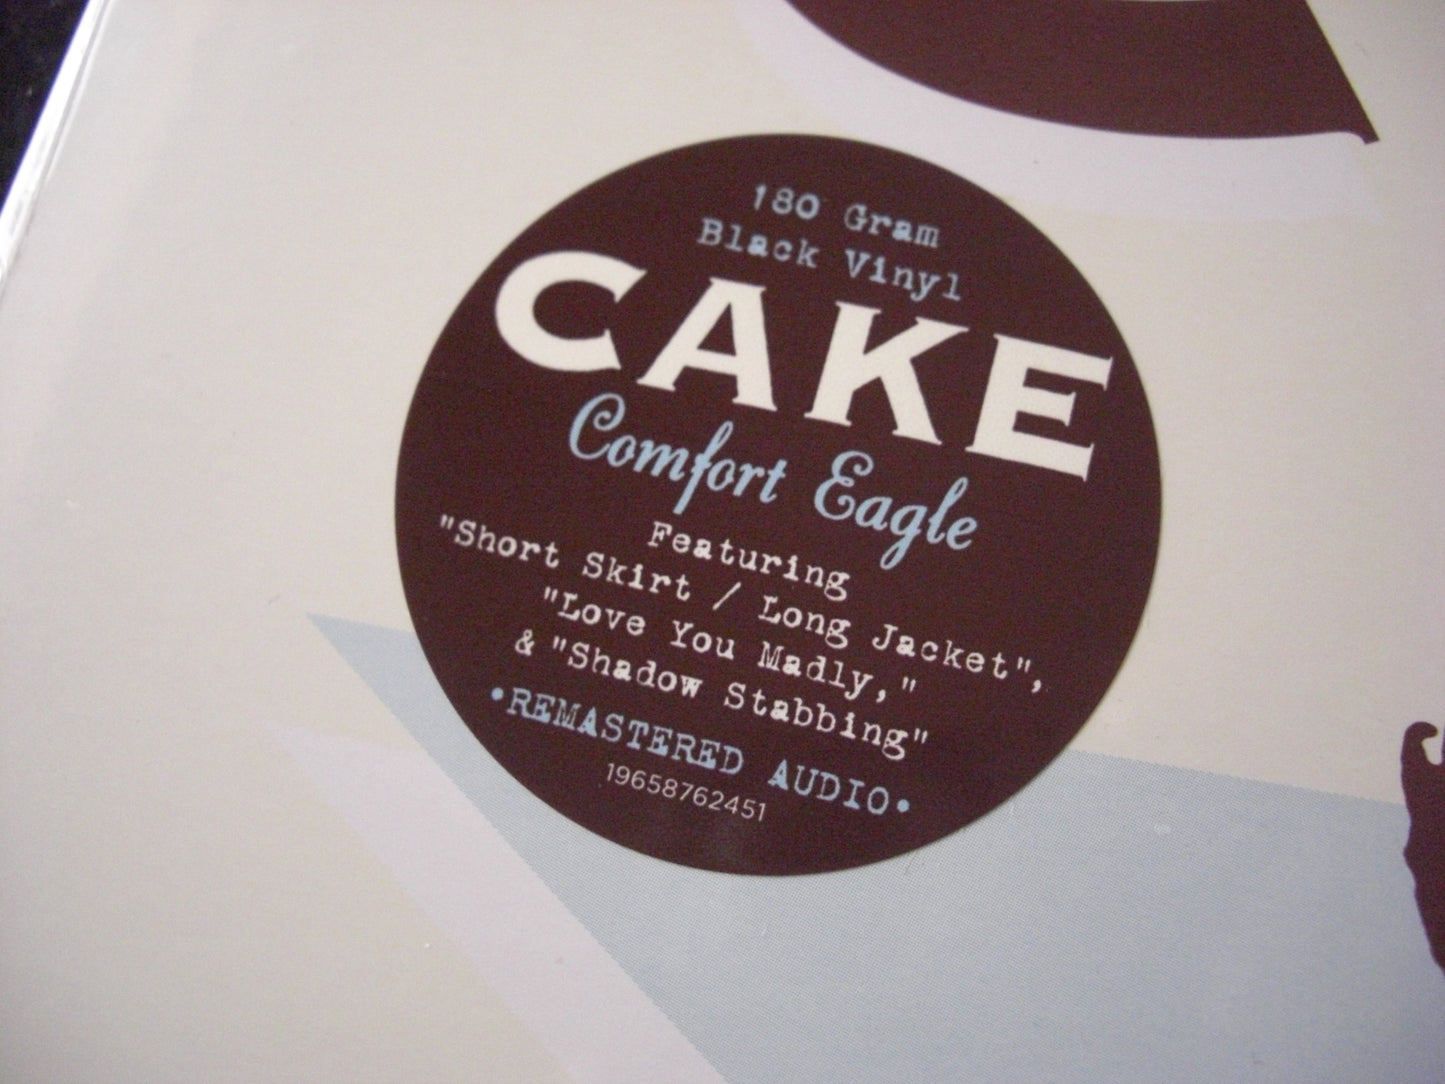 180 Gram
Black Vinyl
CAKE
Comfort Eagle
Featuring
"Short Skirt / Long Jacket",
"Love You Madly,"
& "Shadow Stabbing"
•REMASTERED AUDIO•
19658762451